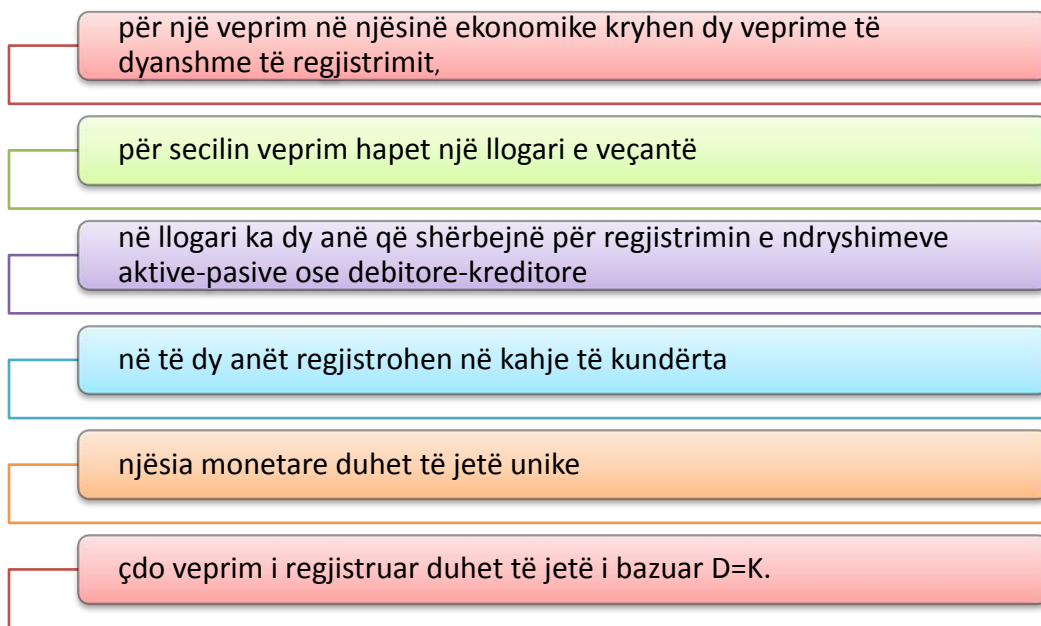 për një veprim në njësinë ekonomike kryhen dy veprime të
dyanshme të regjistrimit,
për secilin veprim hapet një llogari e veçantë
në llogari ka dy anë që shërbejnë për regjistrimin e ndryshimeve
aktive-pasive ose debitore-kreditore
në të dy anët regjistrohen në kahje të kundërta
njësia monetare duhet të jetë unike
çdo veprim i regjistruar duhet të jetë i bazuar D=K.